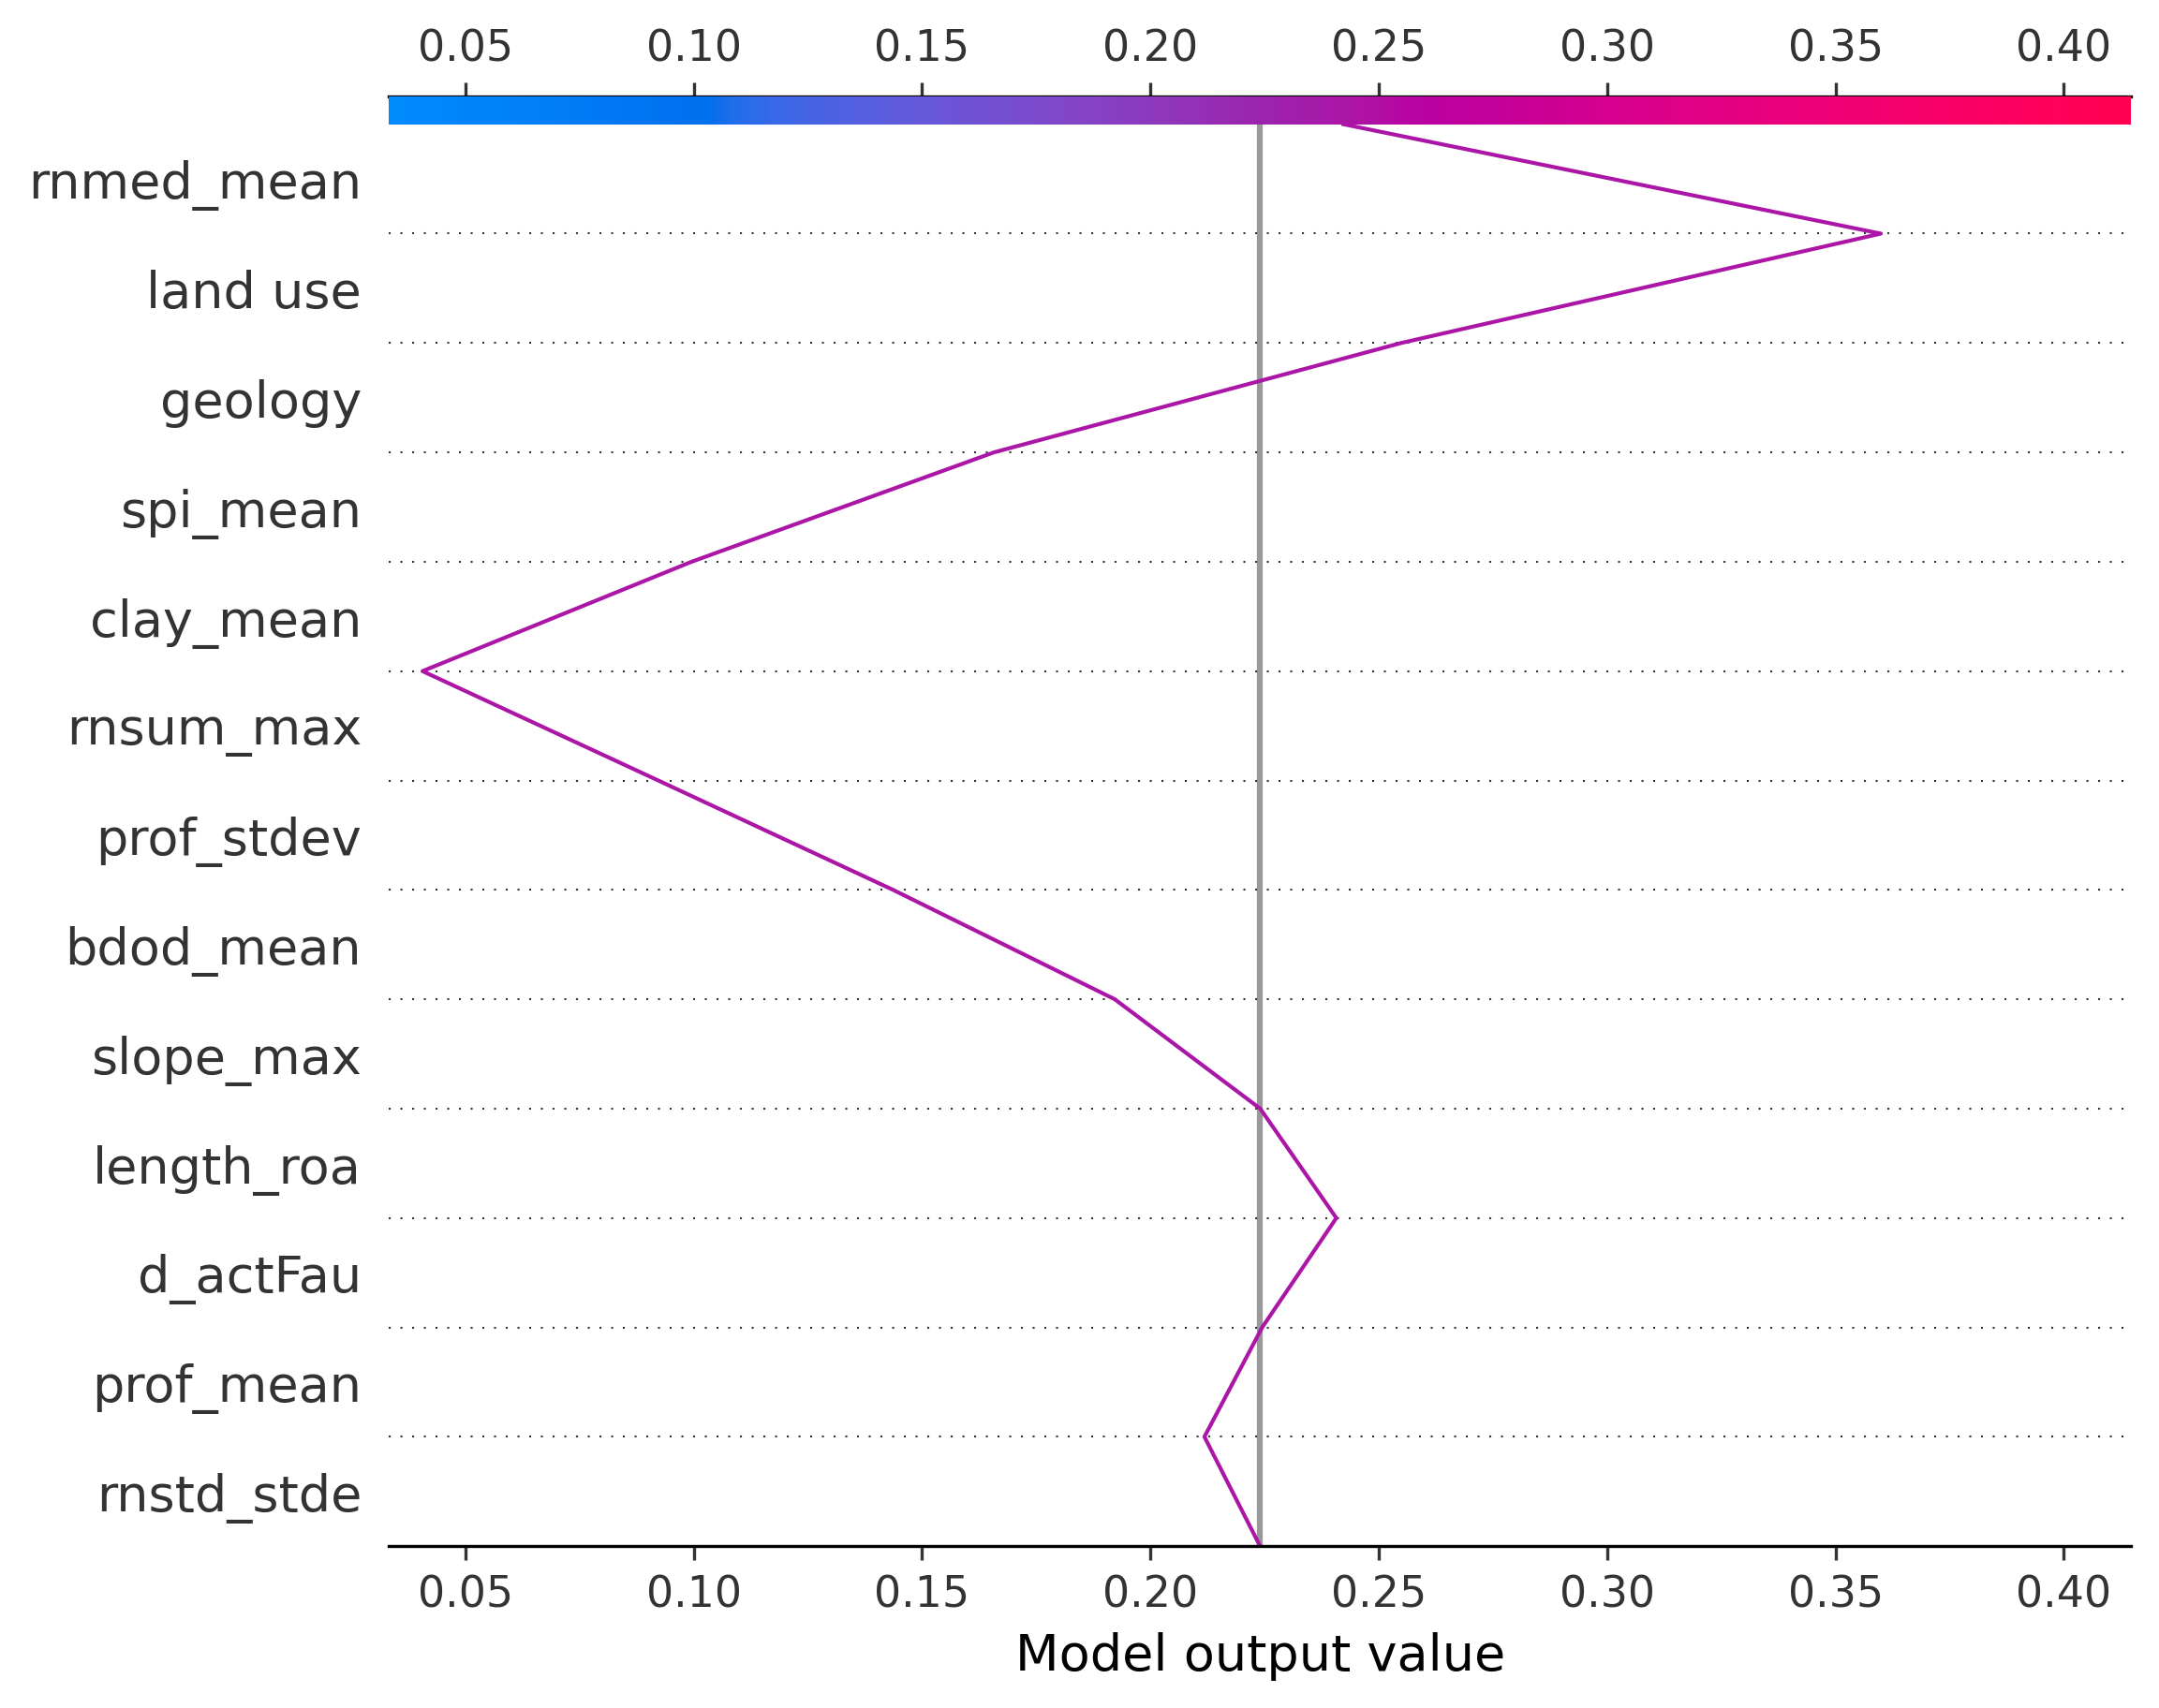 0.05 0.10 0.15 0.20 0.25 0.30 0.35 0.40
rnmed_mean
land use
geology
spi_mean
clay_mean
rnsum_max
prof_stdev
bdod_mean
slope_max
length_roa
d_actFau
prof_mean
rnstd_stde
0.05 0.10 0.15 0.20 0.25 0.30 0.35 0.40
Model output value